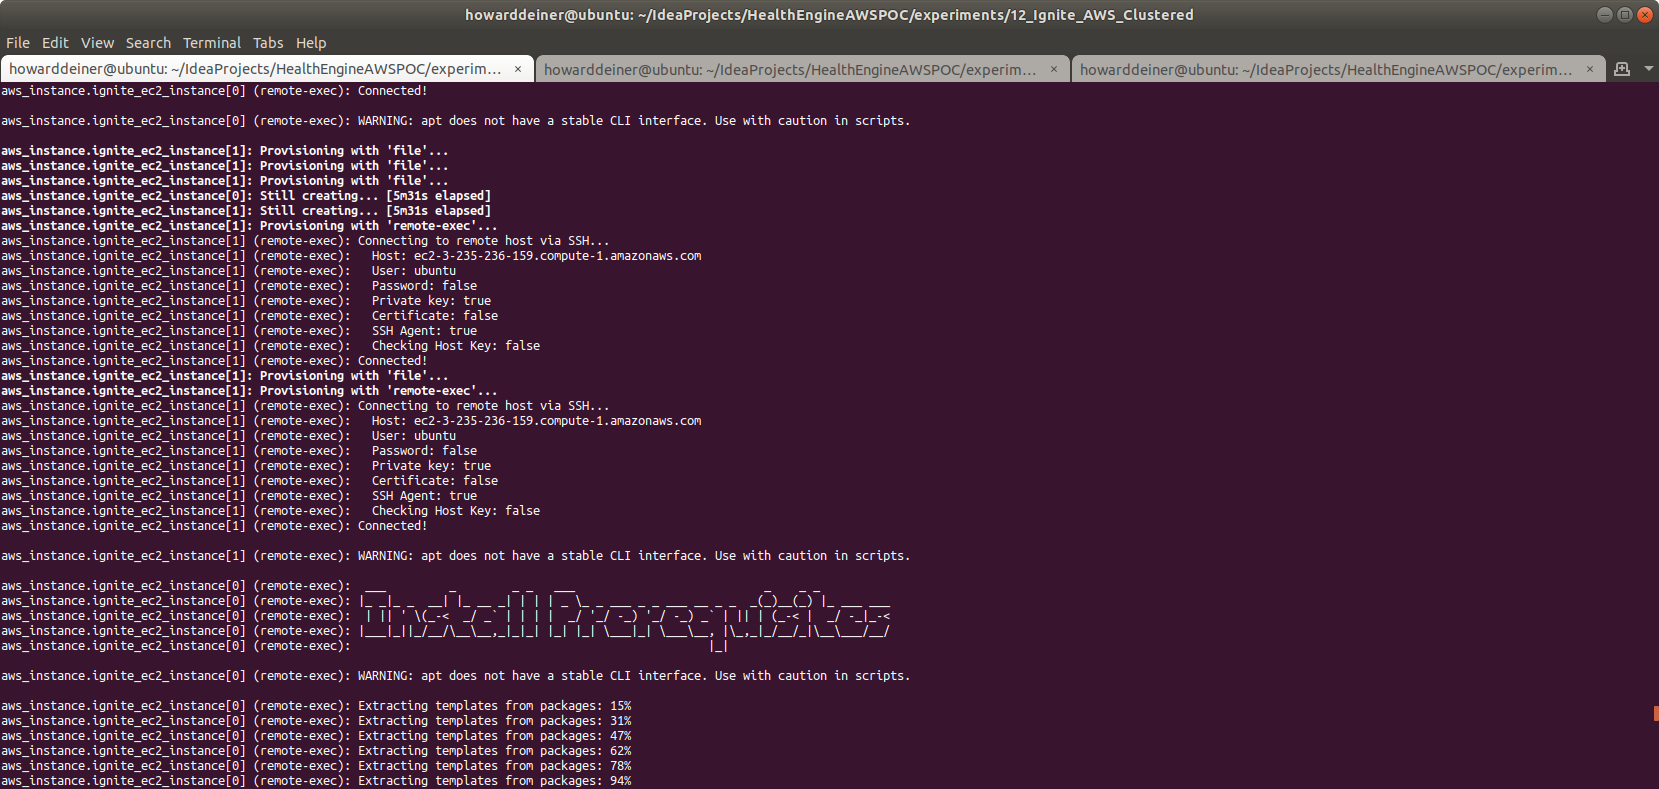 howarddeiner@ubuntu: ~/IdeaProjects/HealthEngineAWSPOC/experiments/12_Ignite_AWS_Clustered
File Edit View Search Terminal Tabs Help
howarddeiner@ubuntu: ~/IdeaProjects/HealthEngineAWSPOC/experim... × howarddeiner@ubuntu: ~/IdeaProjects/HealthEngineAWSPOC/experim... × howarddeiner@ubuntu: ~/IdeaProjects/HealthEngineAWSPOC/experim... ×
aws_instance.ignite_ec2_instance[0] (remote-exec): Connected!
aws_instance.ignite_ec2_instance[0] (remote-exec): WARNING: apt does not have a stable CLI interface. Use with caution in scripts.
aws_instance.ignite_ec2_instance[1]: Provisioning with 'file'...
aws_instance.ignite_ec2_instance[1]: Provisioning with 'file'...
aws_instance.ignite_ec2_instance[1]: Provisioning with 'file'...
aws_instance.ignite_ec2_instance[0]: Still creating... [5m31s elapsed]
aws_instance.ignite_ec2_instance[1]: Still creating... [5m31s elapsed]
aws_instance.ignite_ec2_instance[1]: Provisioning with 'remote-exec'...
aws_instance.ignite_ec2_instance[1] (remote-exec): Connecting to remote host via SSH...
aws_instance.ignite_ec2_instance[1] (remote-exec):   Host: ec2-3-235-236-159.compute-1.amazonaws.com
aws_instance.ignite_ec2_instance[1] (remote-exec):   User: ubuntu
aws_instance.ignite_ec2_instance[1] (remote-exec):   Password: false
aws_instance.ignite_ec2_instance[1] (remote-exec):   Private key: true
aws_instance.ignite_ec2_instance[1] (remote-exec):   Certificate: false
aws_instance.ignite_ec2_instance[1] (remote-exec):   SSH Agent: true
aws_instance.ignite_ec2_instance[1] (remote-exec):   Checking Host Key: false
aws_instance.ignite_ec2_instance[1] (remote-exec): Connected!
aws_instance.ignite_ec2_instance[1]: Provisioning with 'file'...
aws_instance.ignite_ec2_instance[1]: Provisioning with 'remote-exec'...
aws_instance.ignite_ec2_instance[1] (remote-exec): Connecting to remote host via SSH...
aws_instance.ignite_ec2_instance[1] (remote-exec):   Host: ec2-3-235-236-159.compute-1.amazonaws.com
aws_instance.ignite_ec2_instance[1] (remote-exec):   User: ubuntu
aws_instance.ignite_ec2_instance[1] (remote-exec):   Password: false
aws_instance.ignite_ec2_instance[1] (remote-exec):   Private key: true
aws_instance.ignite_ec2_instance[1] (remote-exec):   Certificate: false
aws_instance.ignite_ec2_instance[1] (remote-exec):   SSH Agent: true
aws_instance.ignite_ec2_instance[1] (remote-exec):   Checking Host Key: false
aws_instance.ignite_ec2_instance[1] (remote-exec): Connected!
aws_instance.ignite_ec2_instance[1] (remote-exec): WARNING: apt does not have a stable CLI interface. Use with caution in scripts.
aws_instance.ignite_ec2_instance[0] (remote-exec):
aws_instance.ignite_ec2_instance[0] (remote-exec):
aws_instance.ignite_ec2_instance[0] (remote-exec): Install Prerequisites
aws_instance.ignite_ec2_instance[0] (remote-exec):
aws_instance.ignite_ec2_instance[0] (remote-exec):
aws_instance.ignite_ec2_instance[0] (remote-exec): WARNING: apt does not have a stable CLI interface. Use with caution in scripts.
aws_instance.ignite_ec2_instance[0] (remote-exec): Extracting templates from packages: 15%
aws_instance.ignite_ec2_instance[0] (remote-exec): Extracting templates from packages: 31%
aws_instance.ignite_ec2_instance[0] (remote-exec): Extracting templates from packages: 47%
aws_instance.ignite_ec2_instance[0] (remote-exec): Extracting templates from packages: 62%
aws_instance.ignite_ec2_instance[0] (remote-exec): Extracting templates from packages: 78%
aws_instance.ignite_ec2_instance[0] (remote-exec): Extracting templates from packages: 94%